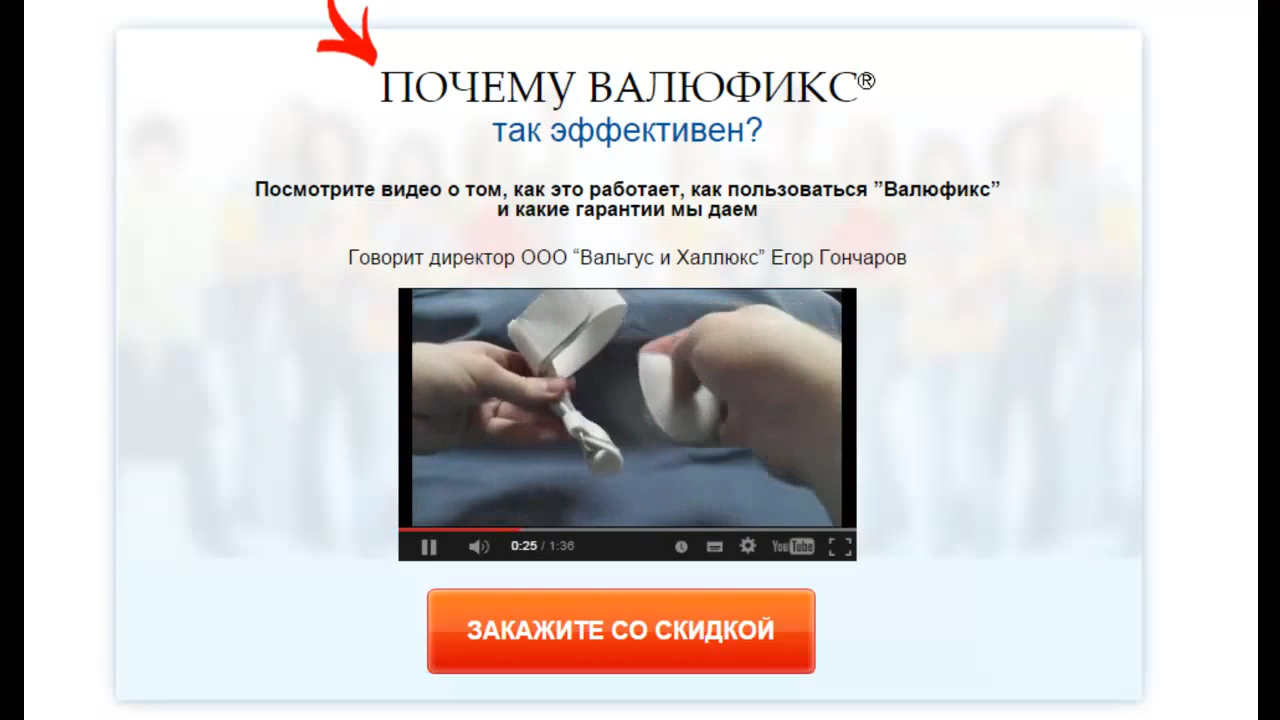 ПОЧЕМУ ВАЛЮФИКС®
так эффективен?
Посмотрите видео о том, как это работает, как пользоваться ”Валюфикс”
и какие гарантии мы даем
Говорит директор ООО “Вальгус и Халлюкс” Егор Гончаров
0:25 / 1:36
YouTube
ЗАКАЖИТЕ СО СКИДКОЙ